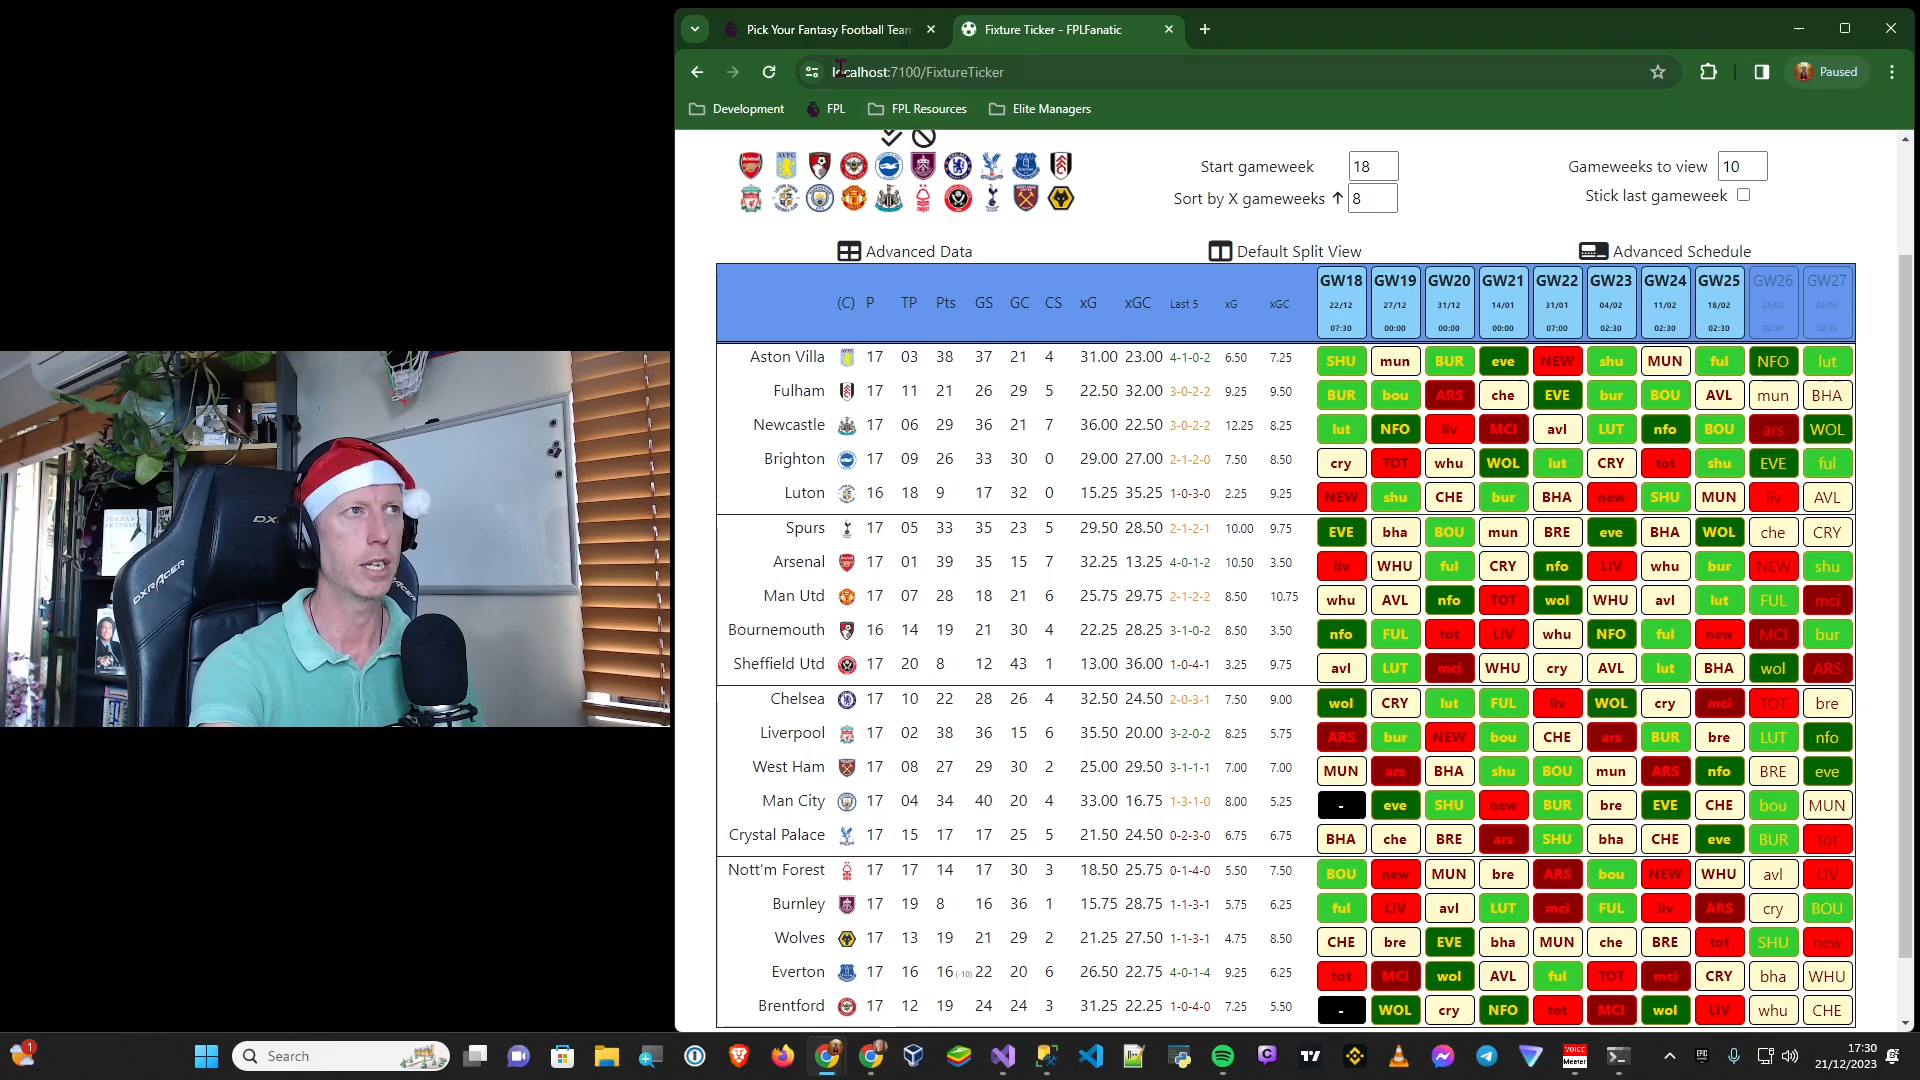 Pick Your Fantasy Football Team
Fixture Ticker - FPLFanatic
localhost:7100/FixtureTicker
Paused
Development FPL FPL Resources Elite Managers
Start gameweek 18
Gameweeks to view 10
Sort by X gameweeks ↑ 8
Stick last gameweek
Advanced Data Default Split View Advanced Schedule
(C) P TP Pts GS GC CS xG xGC Last 5 xG xGC GW18 GW19 GW20 GW21 GW22 GW23 GW24 GW25 GW26 GW27
22/12 27/12 31/12 14/01 31/01 04/02 11/02 18/02 25/02 03/03
07:30 00:00 00:00 00:00 07:00 02:30 02:30 02:30 02:30 02:30
Aston Villa 17 03 38 37 21 4 31.00 23.00 4-1-0-2 6.50 7.25 SHU mun BUR eve NEW shu MUN ful NFO lut
Fulham 17 11 21 26 29 5 22.50 32.00 3-0-2-2 9.25 9.50 BUR bou ARS che EVE bur BOU AVL mun BHA
Newcastle 17 06 29 36 21 7 36.00 22.50 3-0-2-2 12.25 8.25 lut NFO liv MCI avl LUT nfo BOU ars WOL
Brighton 17 09 26 33 30 0 29.00 27.00 2-1-2-0 7.50 8.50 cry TOT whu WOL lut CRY tot shu EVE ful
Luton 16 18 9 17 32 0 15.25 35.25 1-0-3-0 2.25 9.25 NEW shu CHE bur BHA new SHU MUN liv AVL
Spurs 17 05 33 35 23 5 29.50 28.50 2-1-2-1 10.00 9.75 EVE bha BOU mun BRE eve BHA WOL che CRY
Arsenal 17 01 39 35 15 7 32.25 13.25 4-0-1-2 10.50 3.50 liv WHU ful CRY nfo LIV whu bur NEW shu
Man Utd 17 07 28 18 21 6 25.75 29.75 2-1-2-2 8.50 10.75 whu AVL nfo TOT wol WHU avl lut FUL mci
Bournemouth 16 14 19 21 30 4 22.25 28.25 3-1-0-2 8.50 3.50 nfo FUL tot LIV whu NFO ful new MCI bur
Sheffield Utd 17 20 8 12 43 1 13.00 36.00 1-0-4-1 3.25 9.75 avl LUT mci WHU cry AVL lut BHA wol ARS
Chelsea 17 10 22 28 26 4 32.50 24.50 2-0-3-1 7.50 9.00 wol CRY lut FUL liv WOL cry mci TOT bre
Liverpool 17 02 38 36 15 6 35.50 20.00 3-2-0-2 8.25 5.75 ARS bur NEW bou CHE ars BUR bre LUT nfo
West Ham 17 08 27 29 30 2 25.00 29.50 3-1-1-1 7.00 7.00 MUN ars BHA shu BOU mun ARS nfo BRE eve
Man City 17 04 34 40 20 4 33.00 16.75 1-3-1-0 8.00 5.25 - eve SHU new BUR bre EVE CHE bou MUN
Crystal Palace 17 15 17 17 25 5 21.50 24.50 0-2-3-0 6.75 6.75 BHA che BRE ars SHU bha CHE eve BUR tot
Nott'm Forest 17 17 14 17 30 3 18.50 25.75 0-1-4-0 5.50 7.50 BOU new MUN bre ARS bou NEW WHU avl LIV
Burnley 17 19 8 16 36 1 15.75 28.75 1-1-3-1 5.75 6.25 ful LIV avl LUT mci FUL liv ARS cry BOU
Wolves 17 13 19 21 29 2 21.25 27.50 1-1-3-1 4.75 8.50 CHE bre EVE bha MUN che BRE tot SHU new
Everton 17 16 16 (-10) 22 20 6 26.50 22.75 4-0-1-4 9.25 6.25 tot MCI wol AVL ful TOT mci CRY bha WHU
Brentford 17 12 19 24 24 3 31.25 22.25 1-0-4-0 7.25 5.50 - WOL cry NFO tot MCI wol LIV whu CHE
DXRACER
Search
17:30
21/12/2023